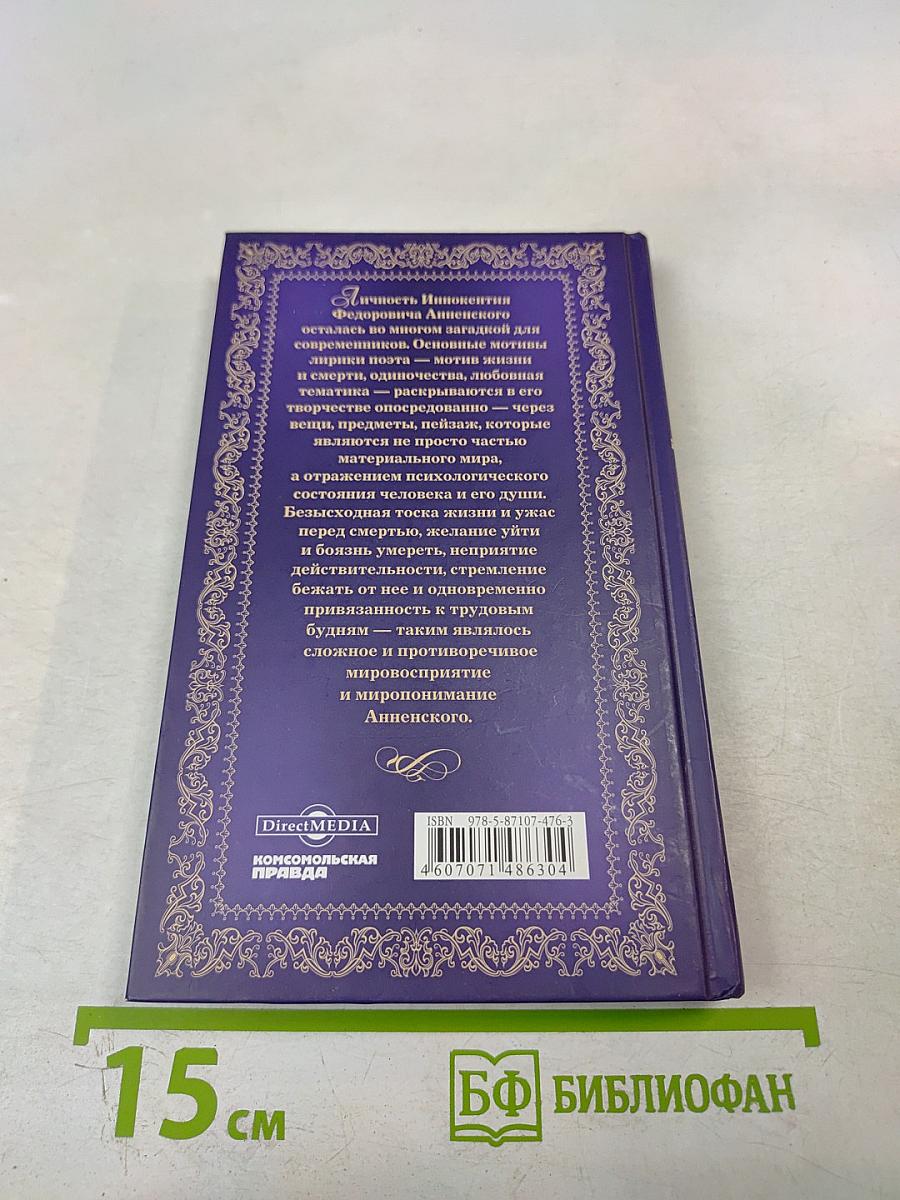 Личность Иннокентия
Федоровича Анненского
осталась во многом загадкой для
современников. Основные мотивы
лирики поэта — мотив жизни
и смерти, одиночества, любовная
тематика — раскрываются в его
творчестве опосредованно — через
вещи, предметы, пейзаж, которые
являются не просто частью
материального мира,
а отражением психологического
состояния человека и его души.
Безысходная тоска жизни и ужас
перед смертью, желание уйти
и боязнь умереть, неприятие
действительности, стремление
бежать от нее и одновременно
привязанность к трудовым
будням — таким являлось
сложное и противоречивое
мировосприятие
и миропонимание
Анненского.
DirectMEDIA
КОМСОМОЛЬСКАЯ
ПРАВДА
ISBN 978-5-87107-476-3
4607071 486304
15 см
БФ БИБЛИОФАН